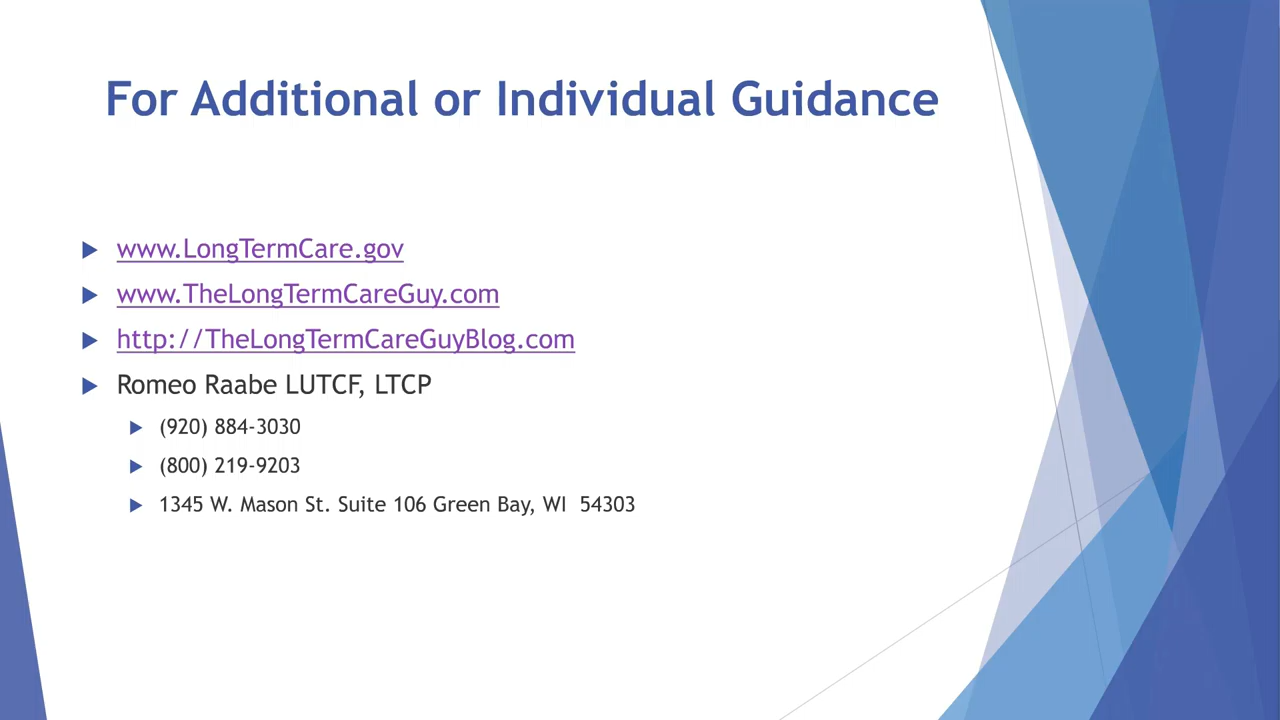 For Additional or Individual Guidance
www.LongTermCare.gov
www.TheLongTermCareGuy.com
http://TheLongTermCareGuyBlog.com
Romeo Raabe LUTCF, LTCP
(920) 884-3030
(800) 219-9203
1345 W. Mason St. Suite 106 Green Bay, WI  54303